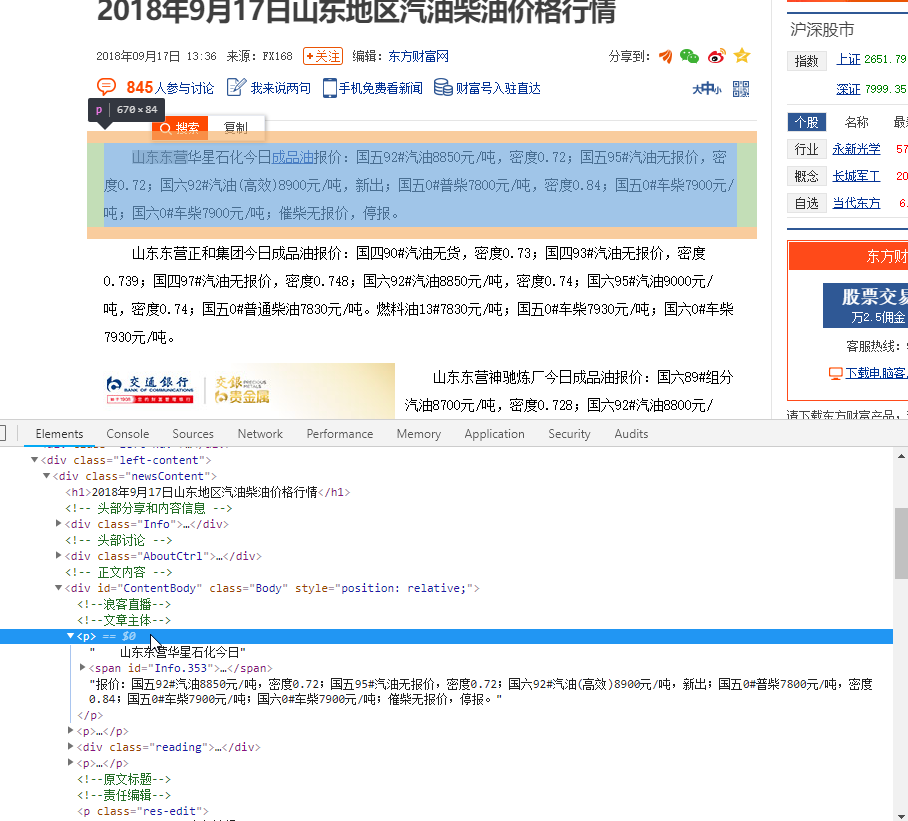 2018年9月17日山东地区汽油柴油价格行情
2018年09月17日 13:36 来源：FX168 +关注 编辑：东方财富网 分享到：
845人参与讨论 我来说两句 手机免费看新闻 财富号入驻直达 大中小
p | 670×84
搜索 复制
山东东营华星石化今日成品油报价：国五92#汽油8850元/吨，密度0.72；国五95#汽油无报价，密
度0.72；国六92#汽油(高效)8900元/吨，新出；国五0#普柴7800元/吨，密度0.84；国五0#车柴7900元/
吨；国六0#车柴7900元/吨；催柴无报价，停报。
山东东营正和集团今日成品油报价：国四90#汽油无货，密度0.73；国四93#汽油无报价，密度
0.739；国四97#汽油无报价，密度0.748；国六92#汽油8850元/吨，密度0.74；国六95#汽油9000元/
吨，密度0.74；国五0#普通柴油7830元/吨。燃料油13#7830元/吨；国五0#车柴7930元/吨；国六0#车柴
7930元/吨。
交通银行
BANK OF COMMUNICATIONS
交銀 PRECIOUS METALS
贵金属
山东东营神驰炼厂今日成品油报价：国六89#组分
汽油8700元/吨，密度0.728；国六92#汽油8800元/
沪深股市
指数 上证 2651.79
深证 7999.35
个股 名称 最
行业 永新光学 57
概念 长城军工 20
自选 当代东方 6.
东方财
股票交易
万2.5佣金
客服热线：
下载电脑客
请下载东方财富产品，
Elements Console Sources Network Performance Memory Application Security Audits
▼<div class="left-content">
▼<div class="newsContent">
<h1>2018年9月17日山东地区汽油柴油价格行情</h1>
<!-- 头部分享和内容信息 -->
▶<div class="Info">…</div>
<!-- 头部讨论 -->
▶<div class="AboutCtrl">…</div>
<!-- 正文内容 -->
▼<div id="ContentBody" class="Body" style="position: relative;">
<!--浪客直播-->
<!--文章主体-->
▼<p> == $0
" 山东东营华星石化今日"
▶<span id="Info.353">…</span>
"报价：国五92#汽油8850元/吨，密度0.72；国五95#汽油无报价，密度0.72；国六92#汽油(高效)8900元/吨，新出；国五0#普柴7800元/吨，密度
0.84；国五0#车柴7900元/吨；国六0#车柴7900元/吨；催柴无报价，停报。"
</p>
▶<p>…</p>
▶<div class="reading">…</div>
▶<p>…</p>
<!--原文标题-->
<!--责任编辑-->
<p class="res-edit">